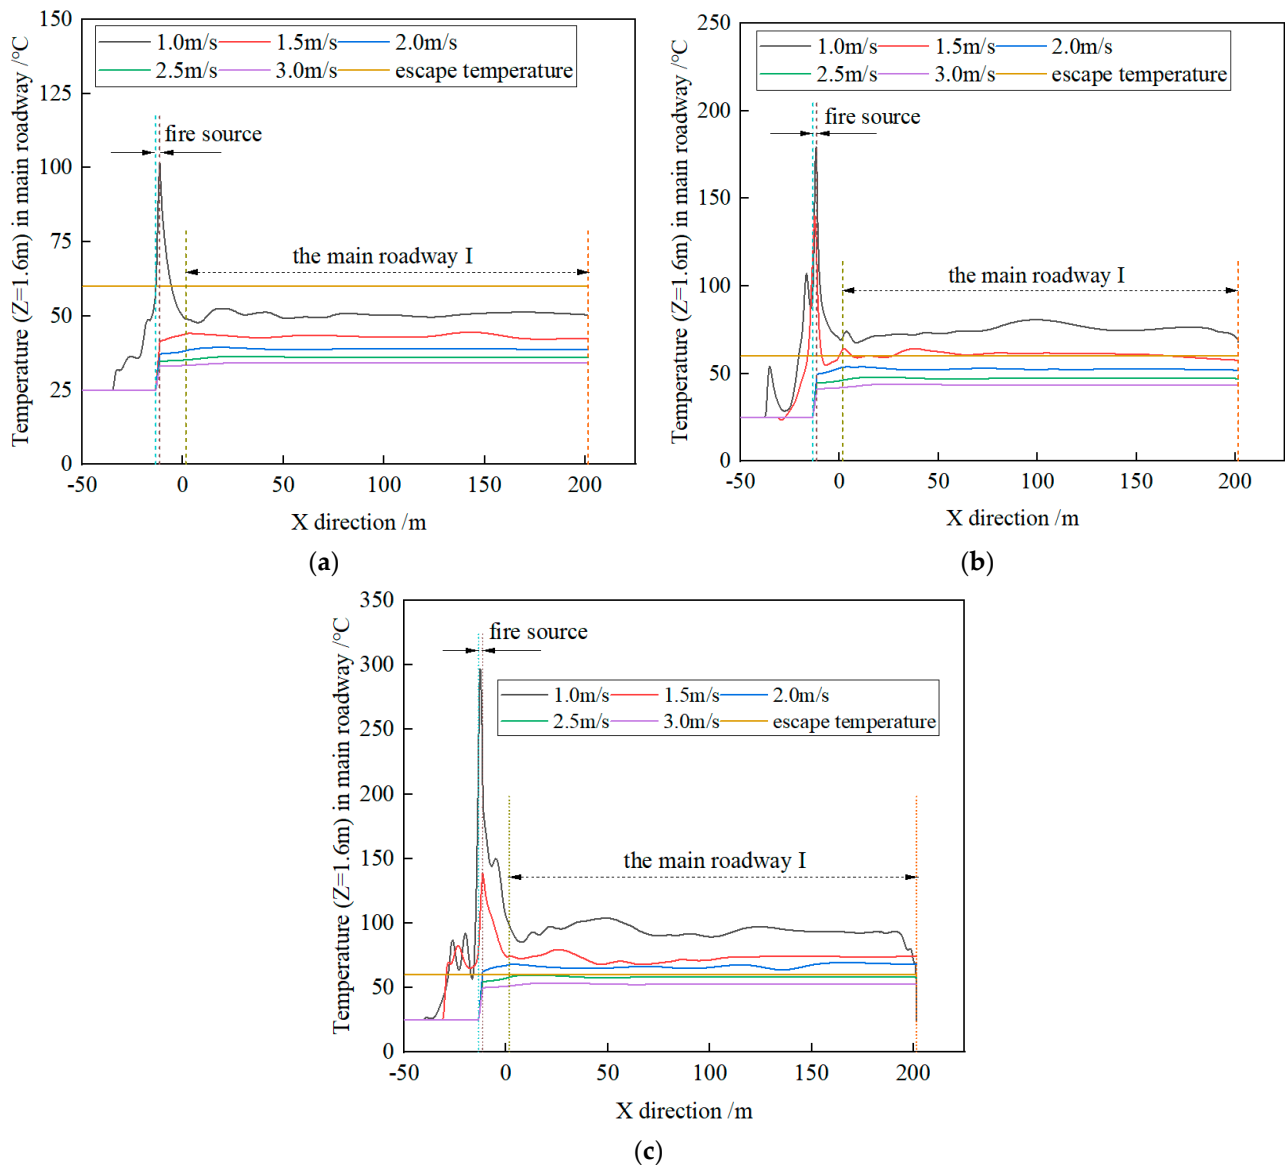 150
125
100
75
50
25
0
Temperature (Z=1.6m) in main roadway /°C
1.0m/s 1.5m/s 2.0m/s
2.5m/s 3.0m/s escape temperature
fire source
the main roadway I
-50 0 50 100 150 200
X direction /m
(a)
250
200
150
100
50
0
Temperature (Z=1.6m) in main roadway /°C
1.0m/s 1.5m/s 2.0m/s
2.5m/s 3.0m/s escape temperature
fire source
the main roadway I
-50 0 50 100 150 200
X direction /m
(b)
350
300
250
200
150
100
50
0
Temperature (Z=1.6m) in main roadway /°C
fire source
1.0m/s 1.5m/s 2.0m/s
2.5m/s 3.0m/s escape temperature
the main roadway I
-50 0 50 100 150 200
X direction /m
(c)